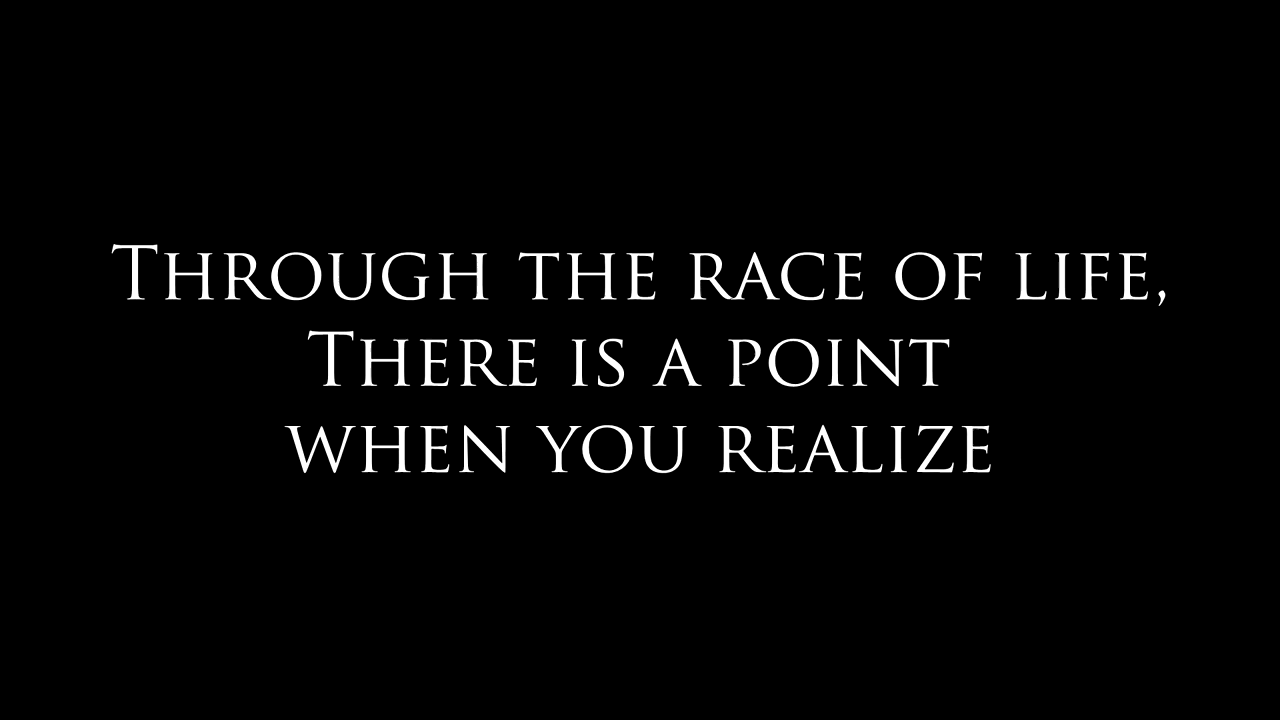 Through the race of life,
There is a point
when you realize